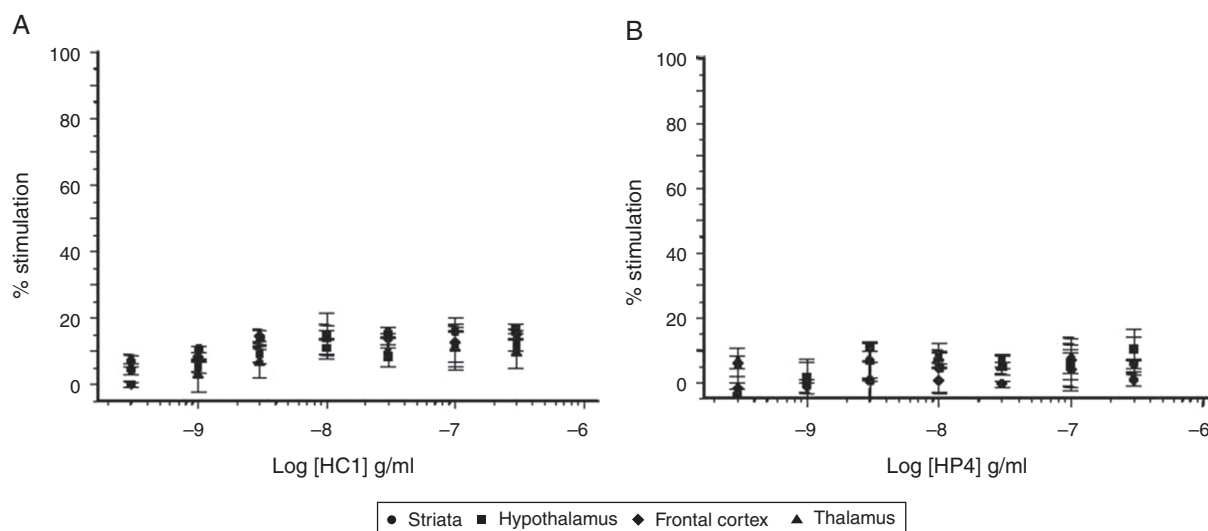 A
100
80
60
40
20
0
% stimulation
–9
–8
–7
–6
Log [HC1] g/ml
B
100
80
60
40
20
0
% stimulation
–9
–8
–7
–6
Log [HP4] g/ml
● Striata ■ Hypothalamus ◆ Frontal cortex ▲ Thalamus